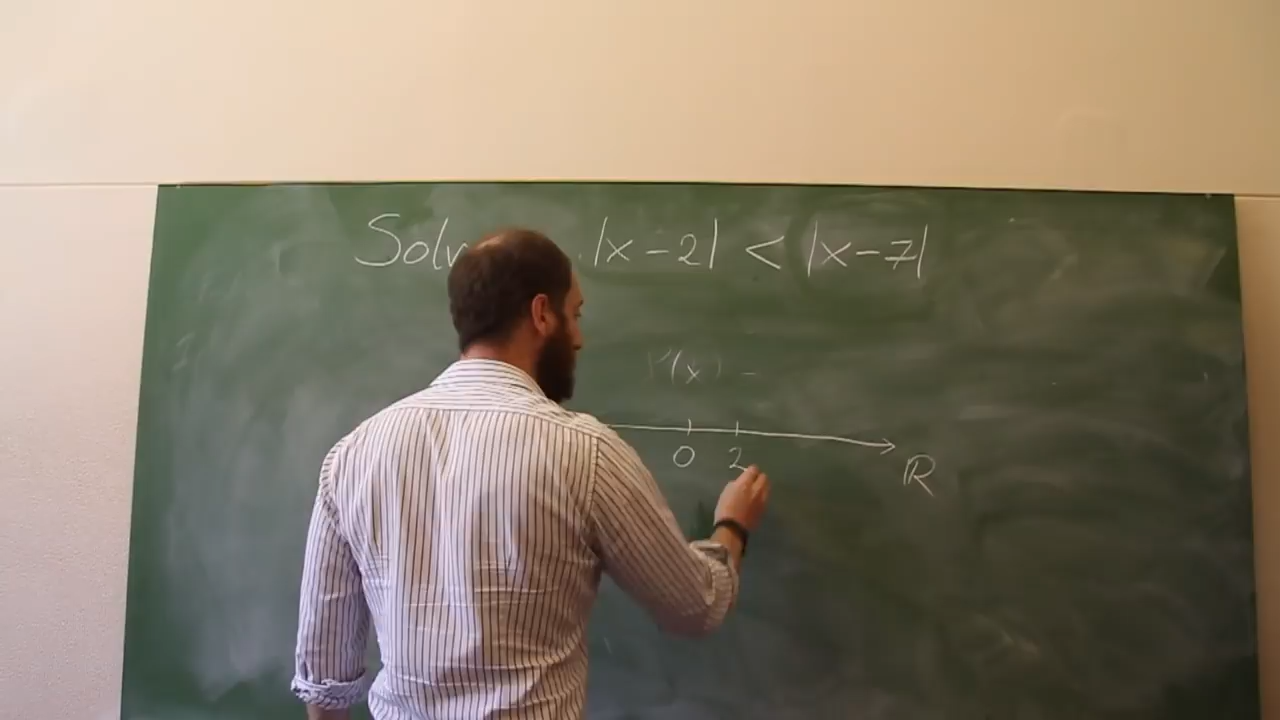 Solv |x-2| < |x-7|
(x) -
0 2 ℝ